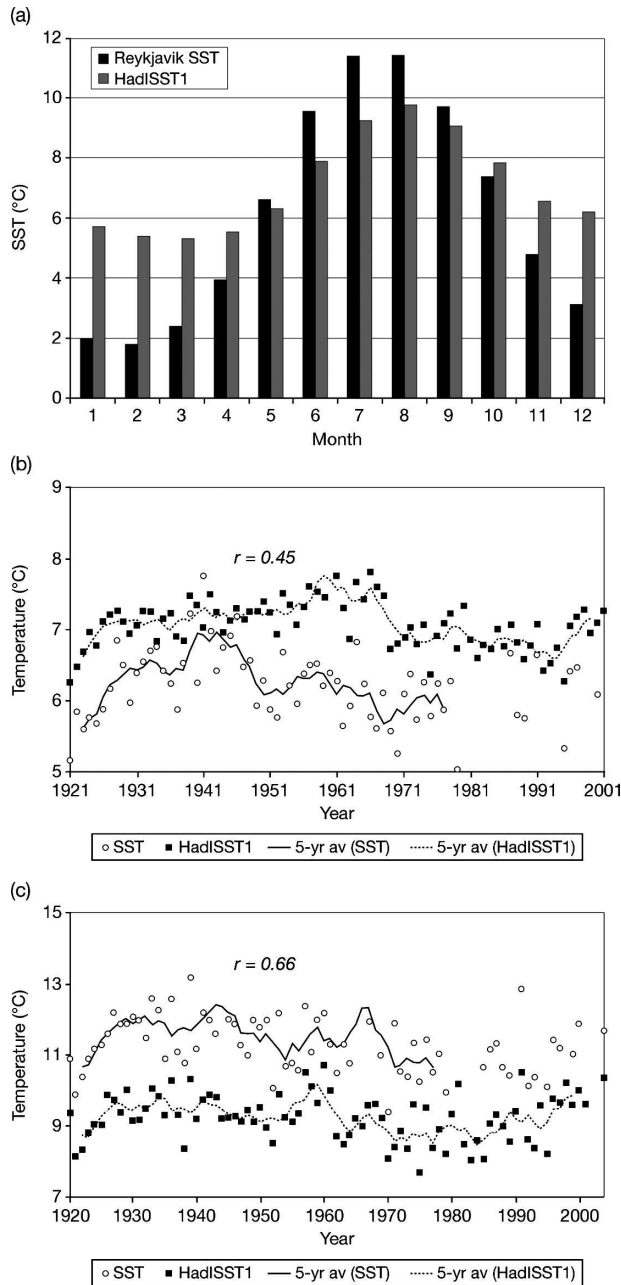 (a)
12
10
8
6
4
2
0
SST (°C)
Reykjavik SST
HadISST1
1 2 3 4 5 6 7 8 9 10 11 12
Month
(b)
9
8
7
6
5
Temperature (°C)
r = 0.45
1921 1931 1941 1951 1961 1971 1981 1991 2001
Year
SST HadISST1 5-yr av (SST) 5-yr av (HadISST1)
(c)
15
13
11
9
7
Temperature (°C)
r = 0.66
1920 1930 1940 1950 1960 1970 1980 1990 2000
Year
SST HadISST1 5-yr av (SST) 5-yr av (HadISST1)